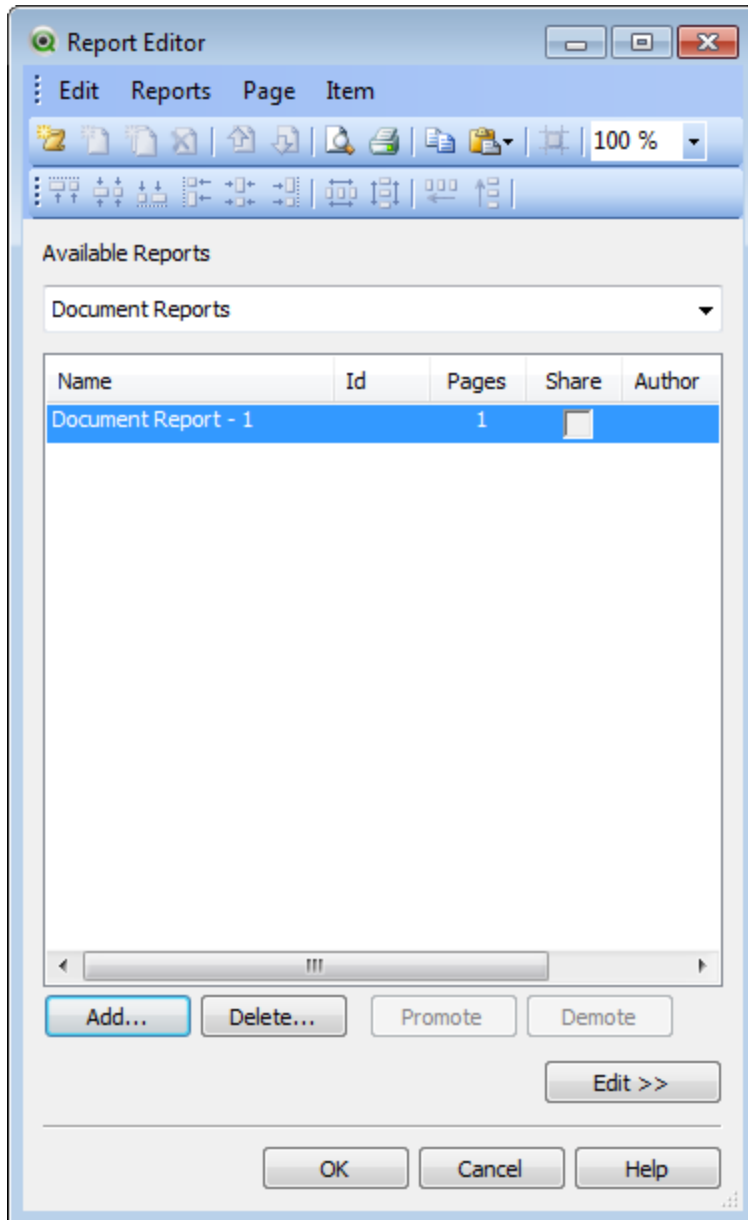 Report Editor
Edit Reports Page Item
100 %
Available Reports
Document Reports
Name Id Pages Share Author
Document Report - 1 1
Add... Delete... Promote Demote
Edit >>
OK Cancel Help